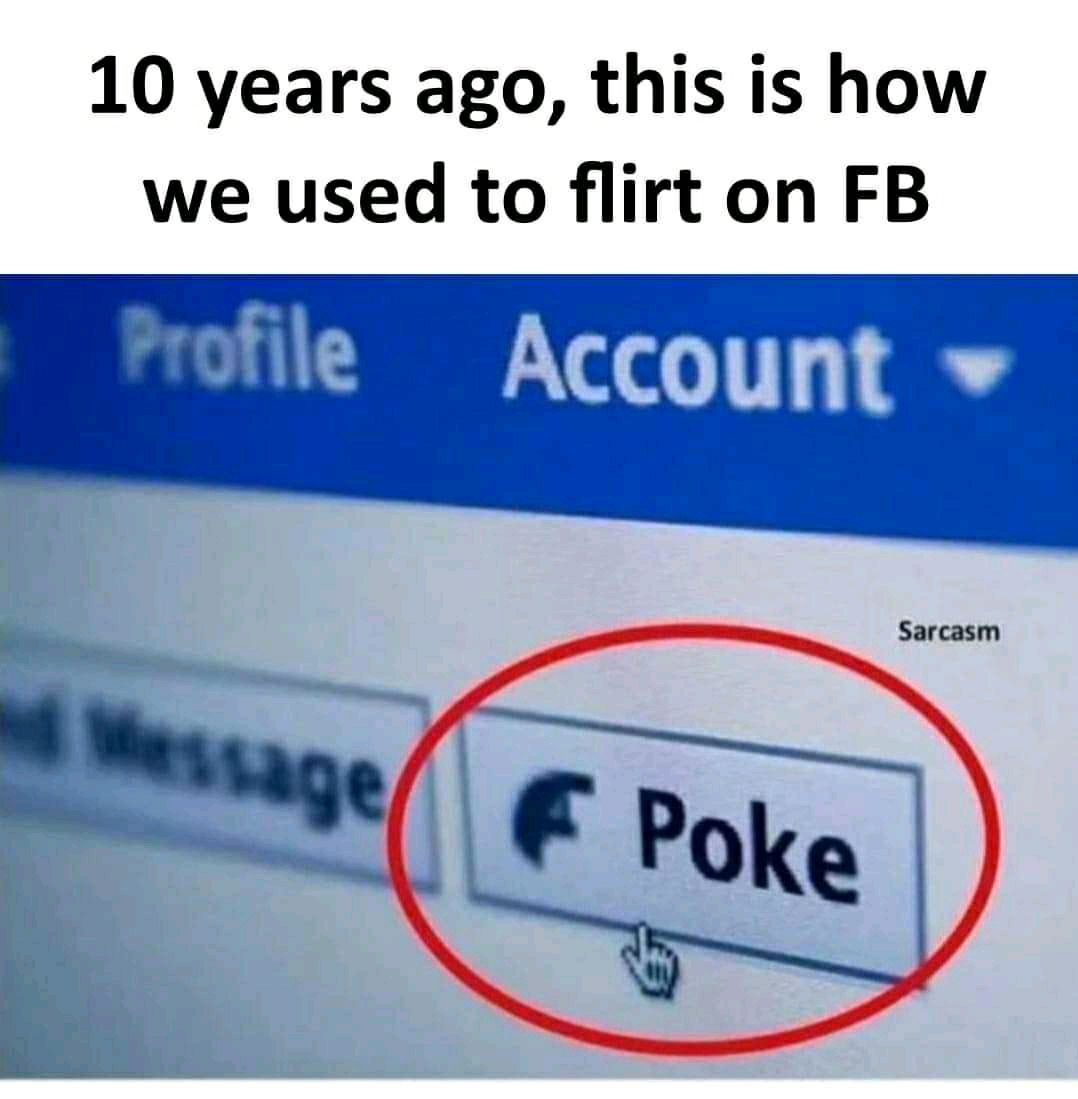 10 years ago, this is how
we used to flirt on FB
Profile
Account
Sarcasm
Message
Poke